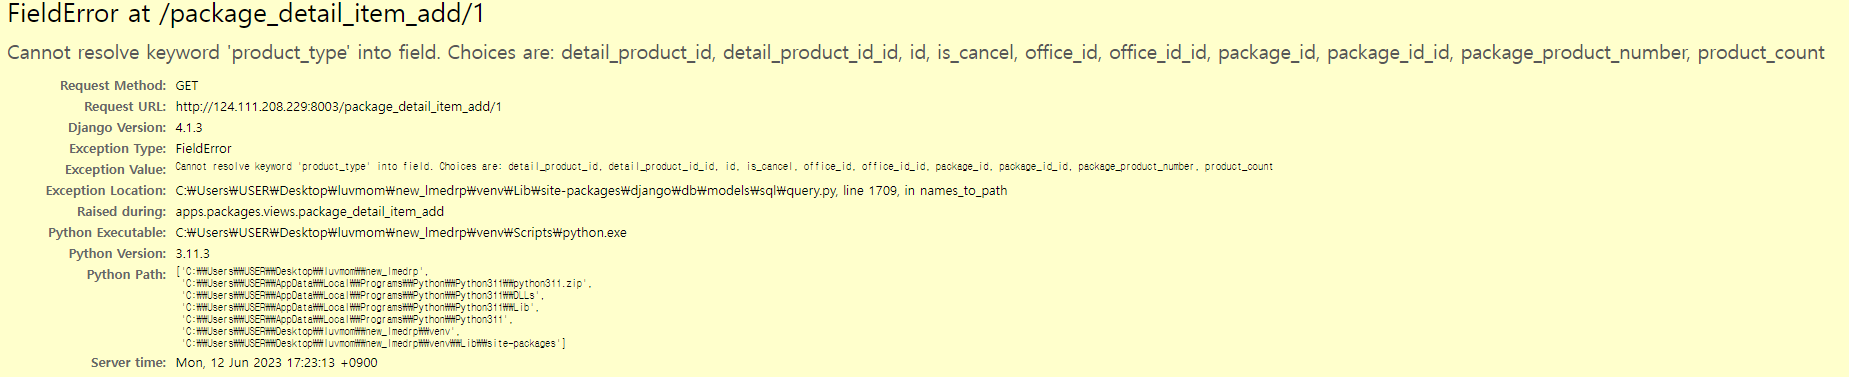 FieldError at /package_detail_item_add/1
Cannot resolve keyword 'product_type' into field. Choices are: detail_product_id, detail_product_id_id, id, is_cancel, office_id, office_id_id, package_id, package_id_id, package_product_number, product_count
Request Method: GET
Request URL: http://124.111.208.229:8003/package_detail_item_add/1
Django Version: 4.1.3
Exception Type: FieldError
Exception Value: Cannot resolve keyword 'product_type' into field. Choices are: detail_product_id, detail_product_id_id, id, is_cancel, office_id, office_id_id, package_id, package_id_id, package_product_number, product_count
Exception Location: C:₩Users₩USER₩Desktop₩luvmom₩new_lmedrp₩venv₩Lib₩site-packages₩django₩db₩models₩sql₩query.py, line 1709, in names_to_path
Raised during: apps.packages.views.package_detail_item_add
Python Executable: C:₩Users₩USER₩Desktop₩luvmom₩new_lmedrp₩venv₩Scripts₩python.exe
Python Version: 3.11.3
Python Path: ['C:₩₩Users₩₩USER₩₩Desktop₩₩luvmom₩₩new_lmedrp',
'C:₩₩Users₩₩USER₩₩AppData₩₩Local₩₩Programs₩₩Python₩₩Python311₩₩python311.zip',
'C:₩₩Users₩₩USER₩₩AppData₩₩Local₩₩Programs₩₩Python₩₩Python311₩₩DLLs',
'C:₩₩Users₩₩USER₩₩AppData₩₩Local₩₩Programs₩₩Python₩₩Python311₩₩Lib',
'C:₩₩Users₩₩USER₩₩AppData₩₩Local₩₩Programs₩₩Python₩₩Python311',
'C:₩₩Users₩₩USER₩₩Desktop₩₩luvmom₩₩new_lmedrp₩₩venv',
'C:₩₩Users₩₩USER₩₩Desktop₩₩luvmom₩₩new_lmedrp₩₩venv₩₩Lib₩₩site-packages']
Server time: Mon, 12 Jun 2023 17:23:13 +0900